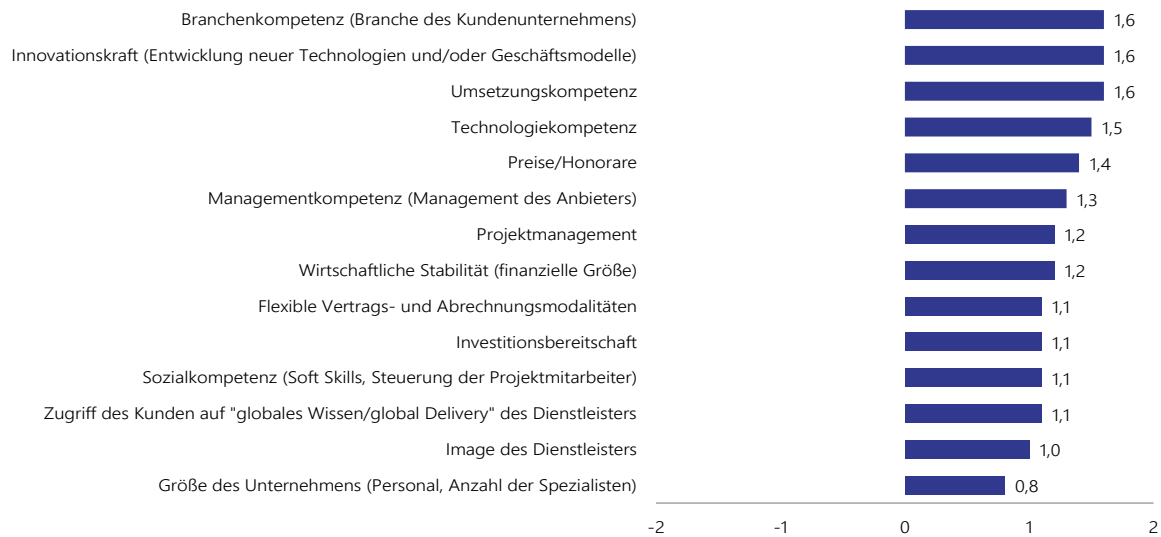 Branchenkompetenz (Branche des Kundenunternehmens) 1,6
Innovationskraft (Entwicklung neuer Technologien und/oder Geschäftsmodelle) 1,6
Umsetzungskompetenz 1,6
Technologiekompetenz 1,5
Preise/Honorare 1,4
Managementkompetenz (Management des Anbieters) 1,3
Projektmanagement 1,2
Wirtschaftliche Stabilität (finanzielle Größe) 1,2
Flexible Vertrags- und Abrechnungsmodalitäten 1,1
Investitionsbereitschaft 1,1
Sozialkompetenz (Soft Skills, Steuerung der Projektmitarbeiter) 1,1
Zugriff des Kunden auf "globales Wissen/global Delivery" des Dienstleisters 1,1
Image des Dienstleisters 1,0
Größe des Unternehmens (Personal, Anzahl der Spezialisten) 0,8
-2 -1 0 1 2